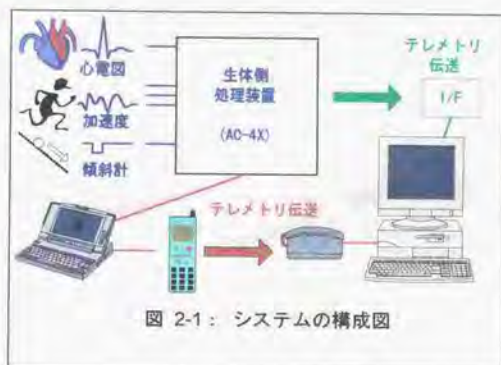 心電図
加速度
傾斜計
生体側
処理装置
(AC-4X)
テレメトリ
伝送
I/F
テレメトリ伝送
図 2-1： システムの構成図